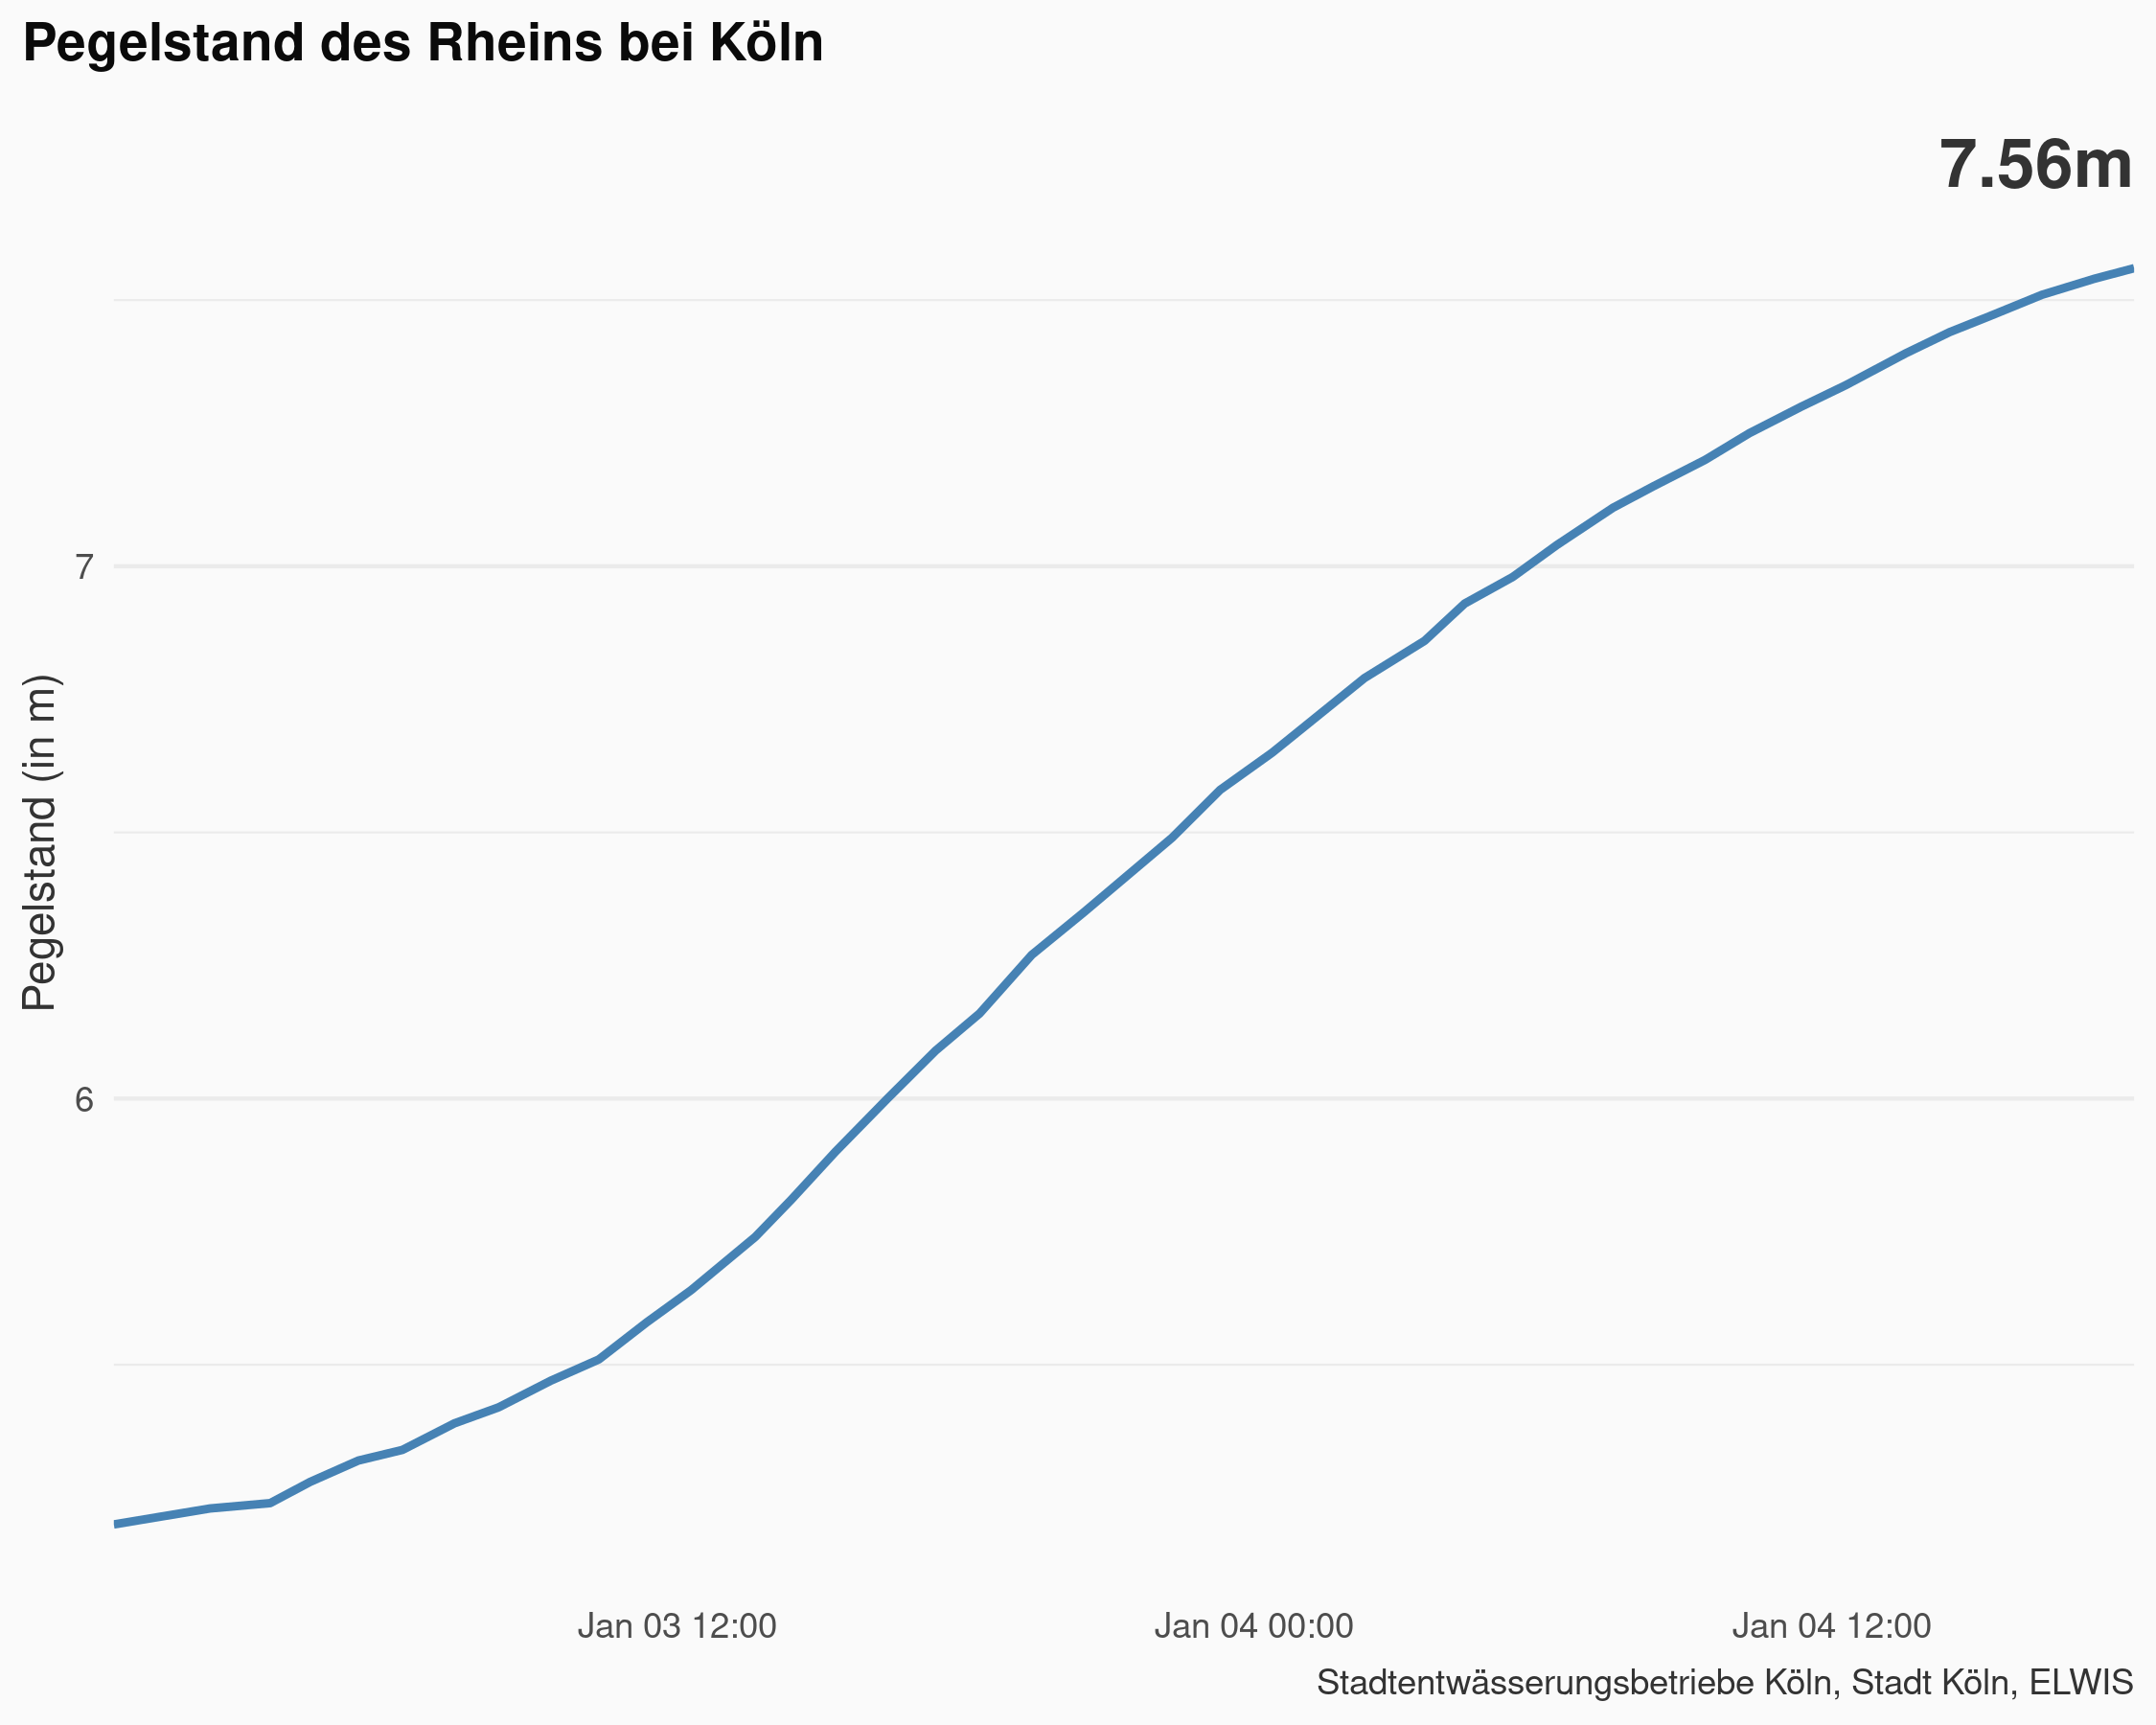 Pegelstand des Rheins bei Köln
7.56m
Pegelstand (in m)
7
6
Jan 03 12:00
Jan 04 00:00
Jan 04 12:00
Stadtentwässerungsbetriebe Köln, Stadt Köln, ELWIS